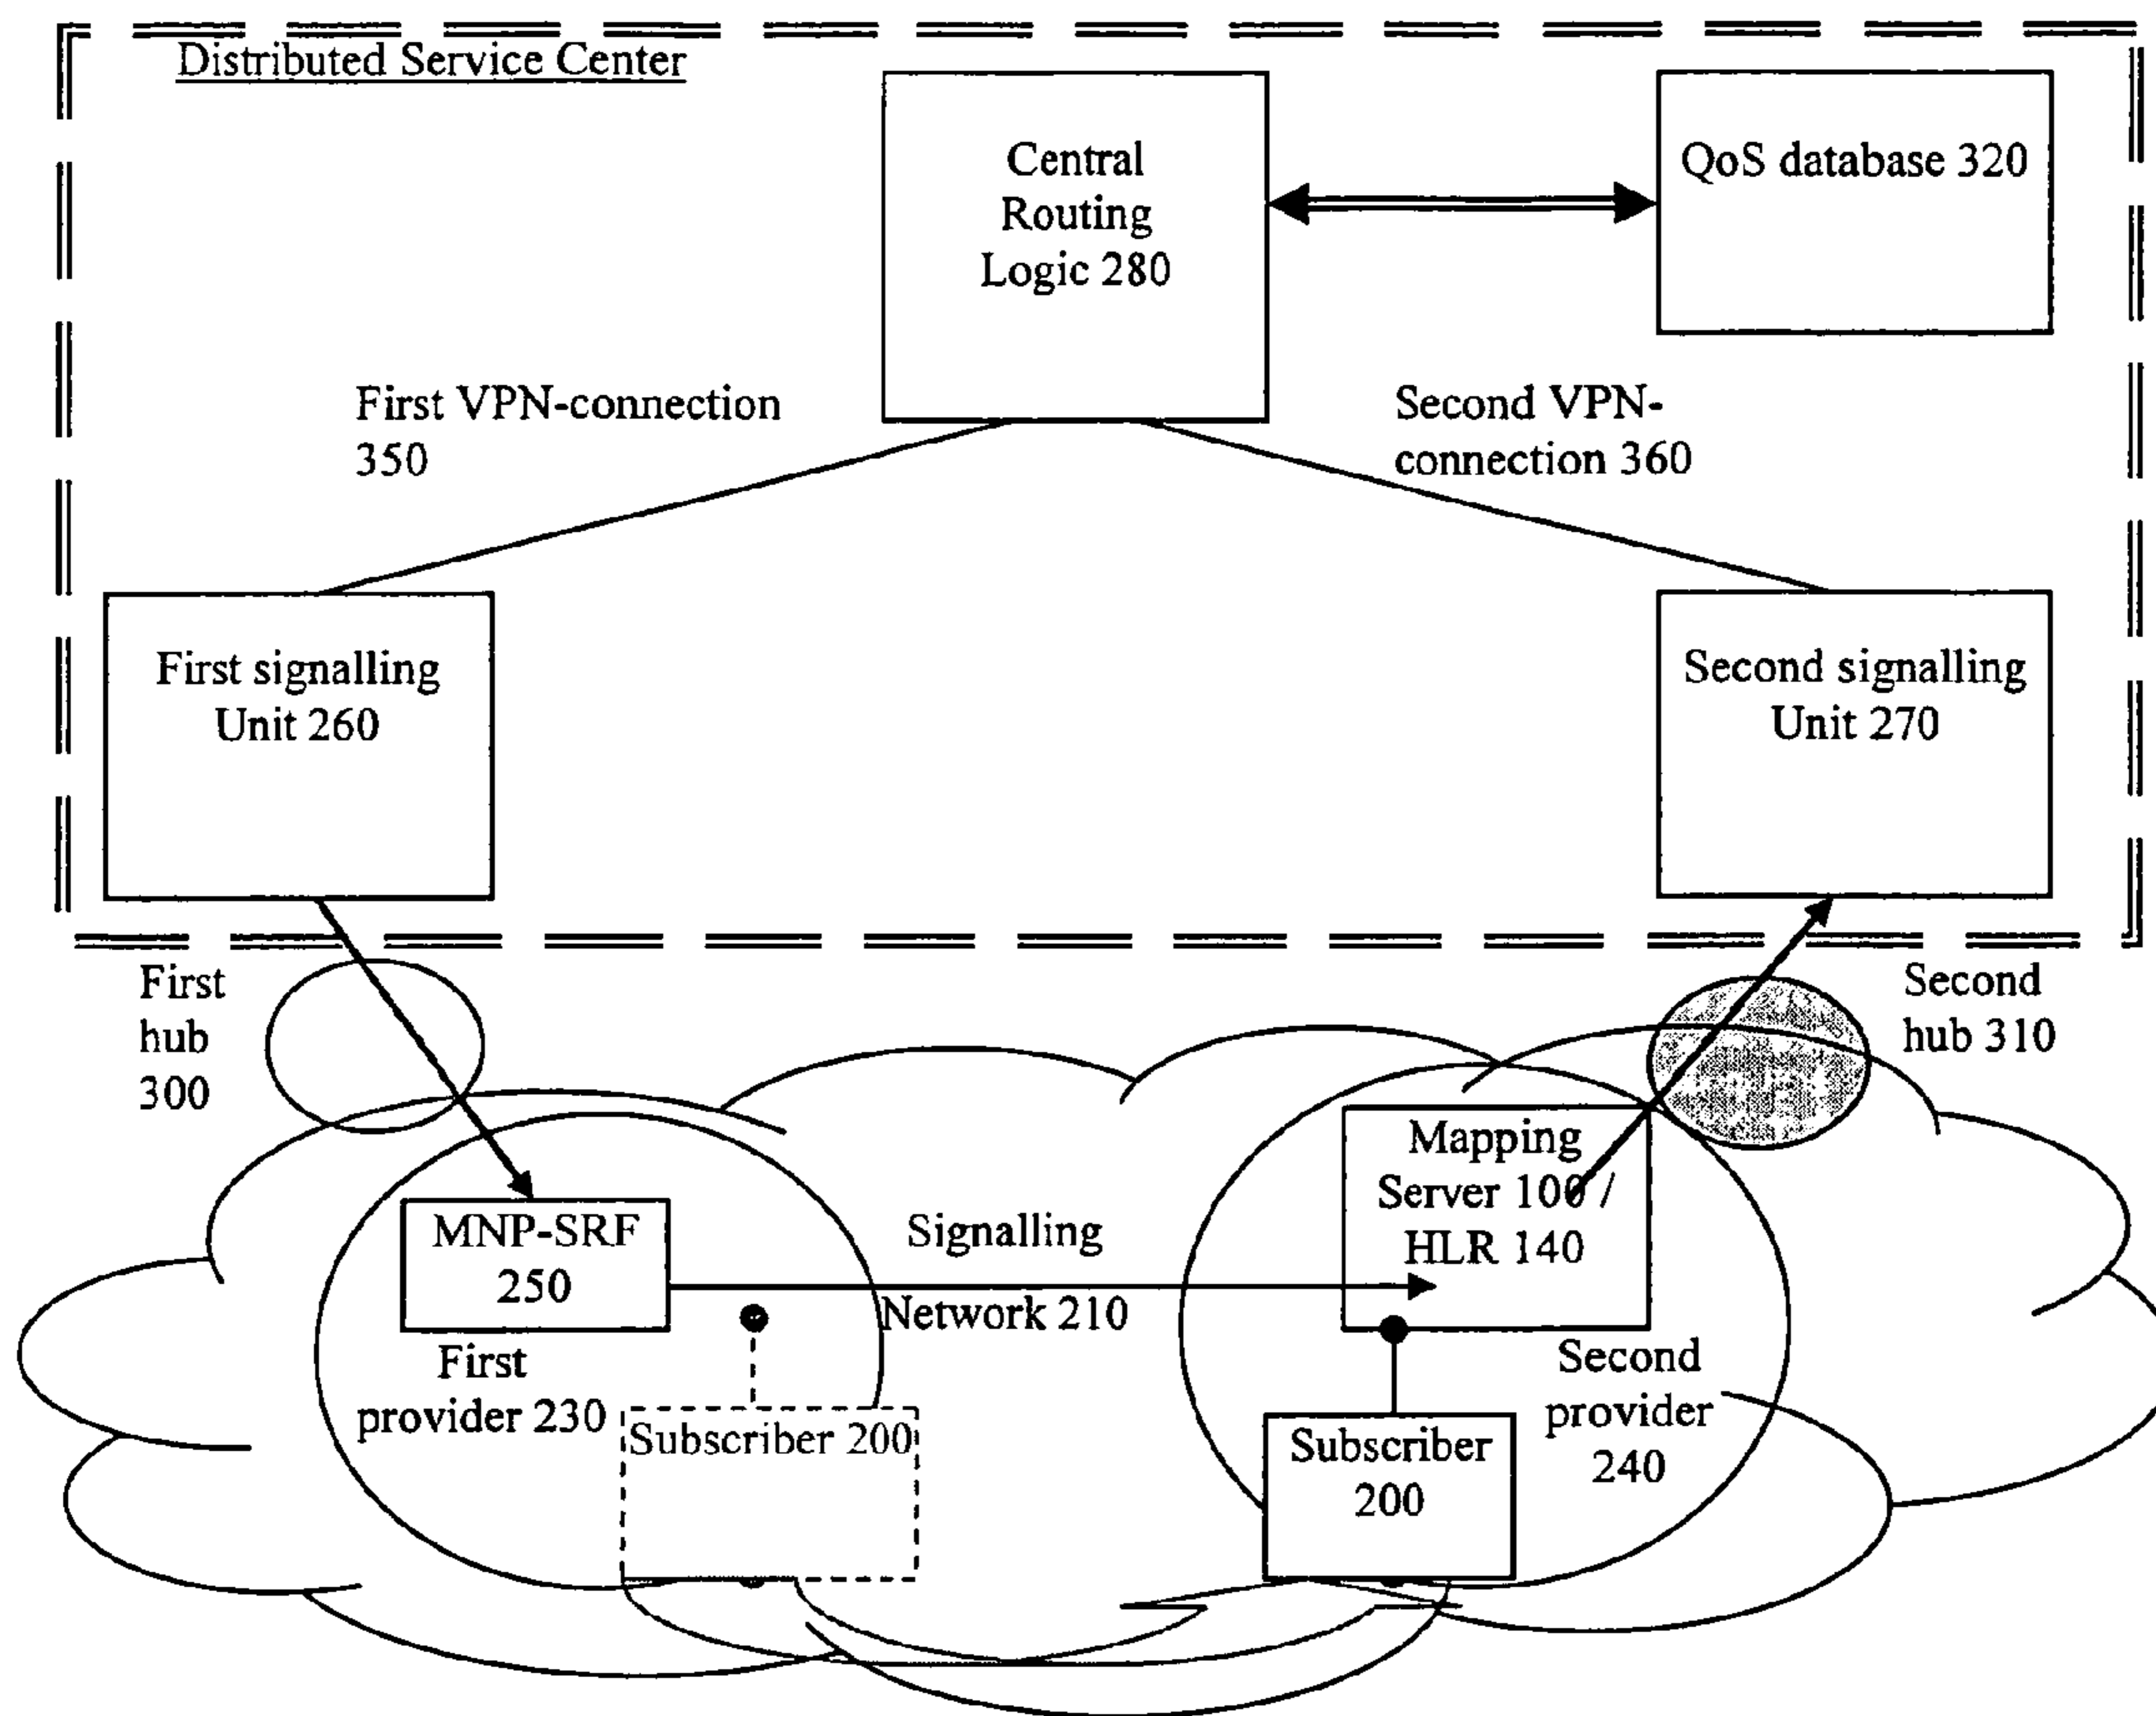 Distributed Service Center
Central
Routing
Logic 280
QoS database 320
First VPN-connection
350
Second VPN-
connection 360
First signalling
Unit 260
Second signalling
Unit 270
First
hub
300
Second
hub 310
Mapping
Server 100 /
HLR 140
MNP-SRF
250
Signalling
Network 210
First
provider 230
Subscriber 200
Second
provider
240
Subscriber
200